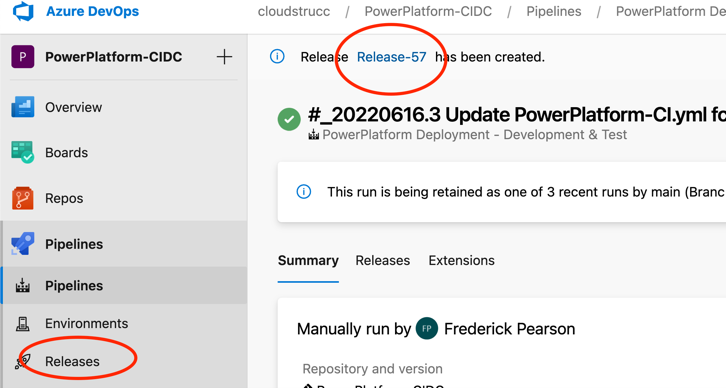 Azure DevOps
cloudstrucc / PowerPlatform-CIDC / Pipelines / PowerPlatform De
P PowerPlatform-CIDC
Release Release-57 has been created.
Overview
Boards
Repos
Pipelines
Pipelines
Environments
Releases
#_20220616.3 Update PowerPlatform-CI.yml fo
PowerPlatform Deployment - Development & Test
This run is being retained as one of 3 recent runs by main (Branc
Summary Releases Extensions
Manually run by FP Frederick Pearson
Repository and version
PowerPlatform-CIDC